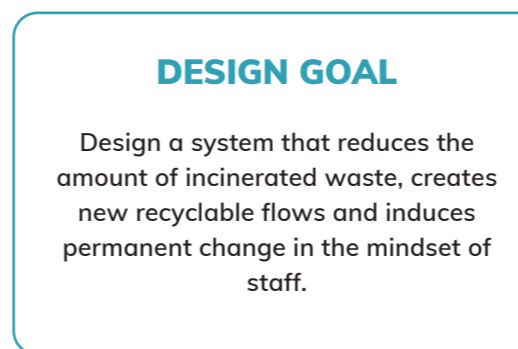 DESIGN GOAL
Design a system that reduces the
amount of incinerated waste, creates
new recyclable flows and induces
permanent change in the mindset of
staff.